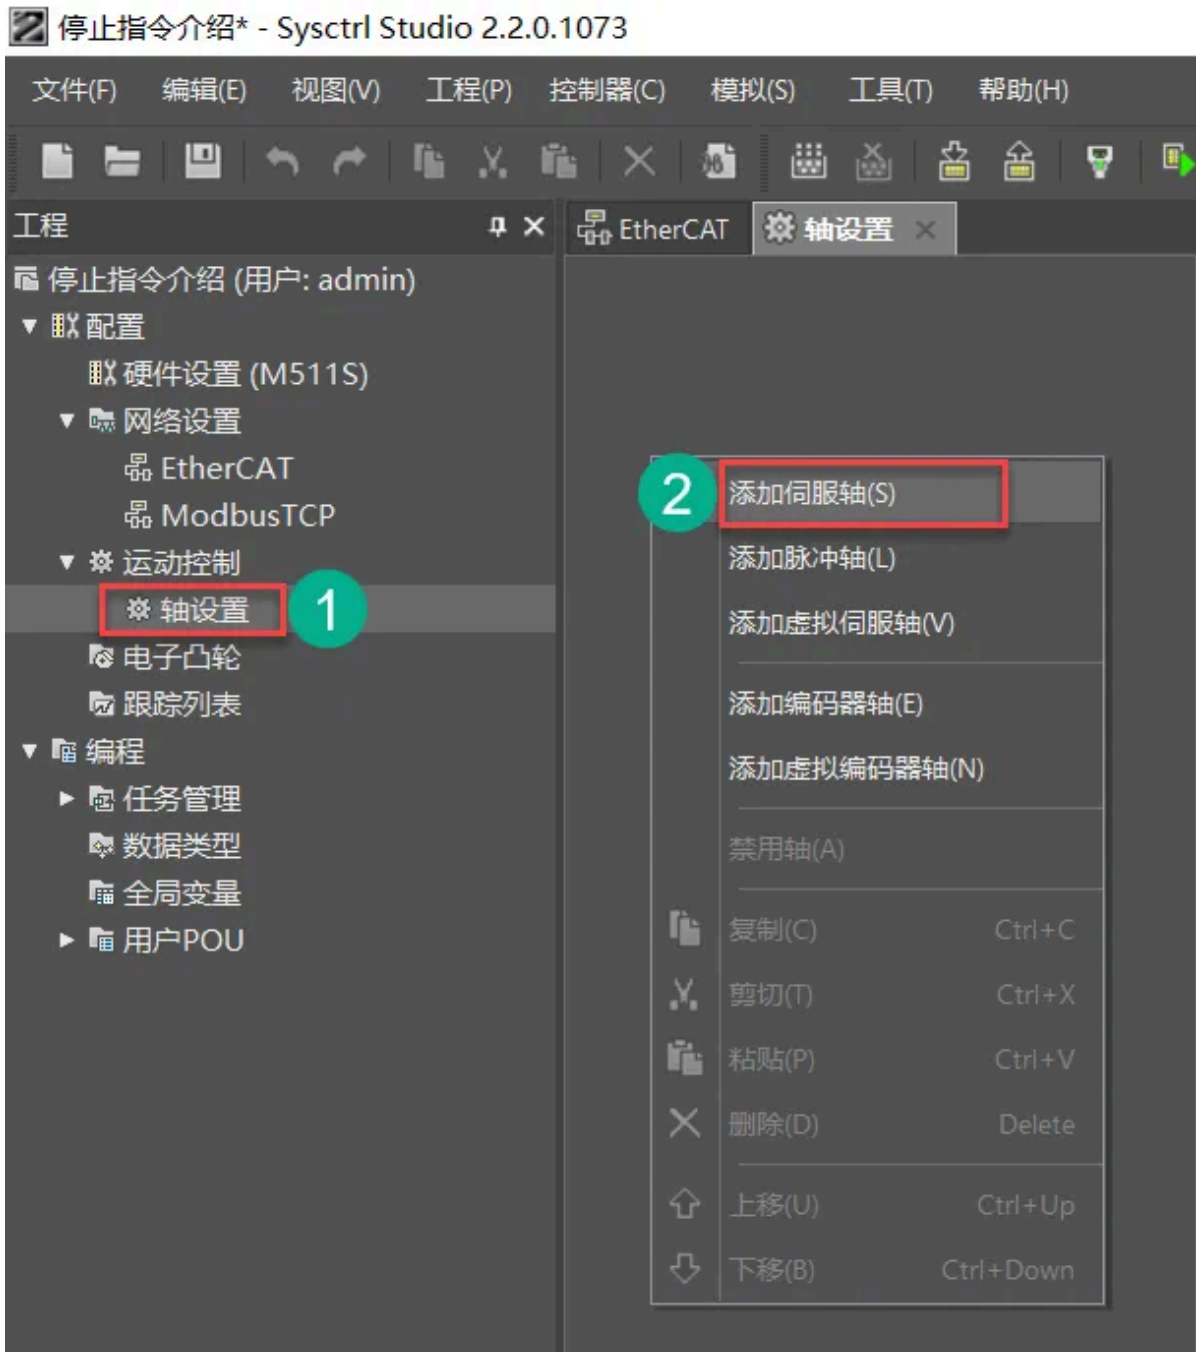 停止指令介绍* - Sysctrl Studio 2.2.0.1073
文件(F) 编辑(E) 视图(V) 工程(P) 控制器(C) 模拟(S) 工具(T) 帮助(H)
工程
EtherCAT
轴设置
停止指令介绍 (用户: admin)
配置
硬件设置 (M511S)
网络设置
EtherCAT
ModbusTCP
运动控制
轴设置
1
电子凸轮
跟踪列表
编程
任务管理
数据类型
全局变量
用户POU
2
添加伺服轴(S)
添加脉冲轴(L)
添加虚拟伺服轴(V)
添加编码器轴(E)
添加虚拟编码器轴(N)
禁用轴(A)
复制(C) Ctrl+C
剪切(T) Ctrl+X
粘贴(P) Ctrl+V
删除(D) Delete
上移(U) Ctrl+Up
下移(B) Ctrl+Down